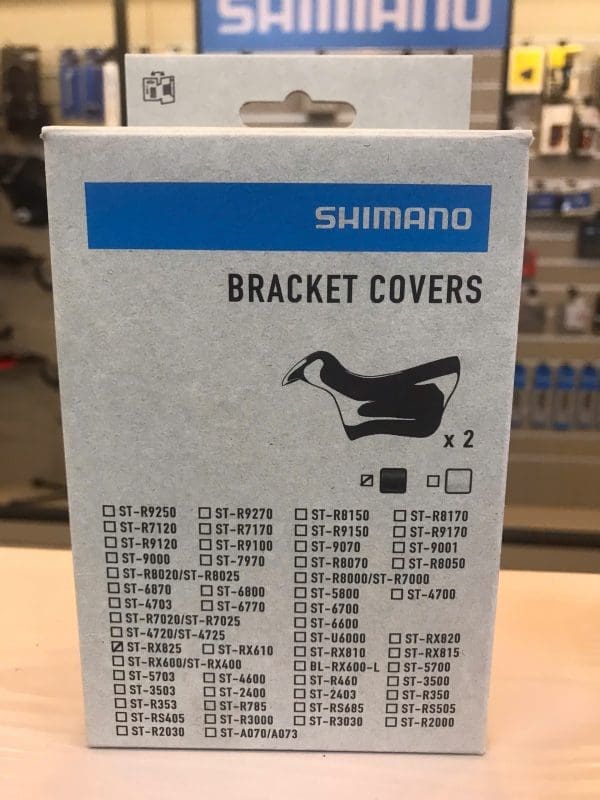 SHIMANO
SHIMANO
BRACKET COVERS
x 2
ST-R9250 ST-R9270 ST-R8150 ST-R8170
ST-R7120 ST-R7170 ST-R9150 ST-R9170
ST-R9120 ST-R9100 ST-9070 ST-9001
ST-9000 ST-7970 ST-R8070 ST-R8050
ST-R8020/ST-R8025 ST-R8000/ST-R7000
ST-6870 ST-6800 ST-5800 ST-4700
ST-4703 ST-6770 ST-6700
ST-R7020/ST-R7025 ST-6600
ST-4720/ST-4725 ST-U6000 ST-RX820
ST-RX825 ST-RX610 ST-RX810 ST-RX815
ST-RX600/ST-RX400 BL-RX600-L ST-5700
ST-5703 ST-4600 ST-R460 ST-3500
ST-3503 ST-2400 ST-2403 ST-R350
ST-R353 ST-R785 ST-RS685 ST-RS505
ST-RS405 ST-R3000 ST-R3030 ST-R2000
ST-R2030 ST-A070/A073